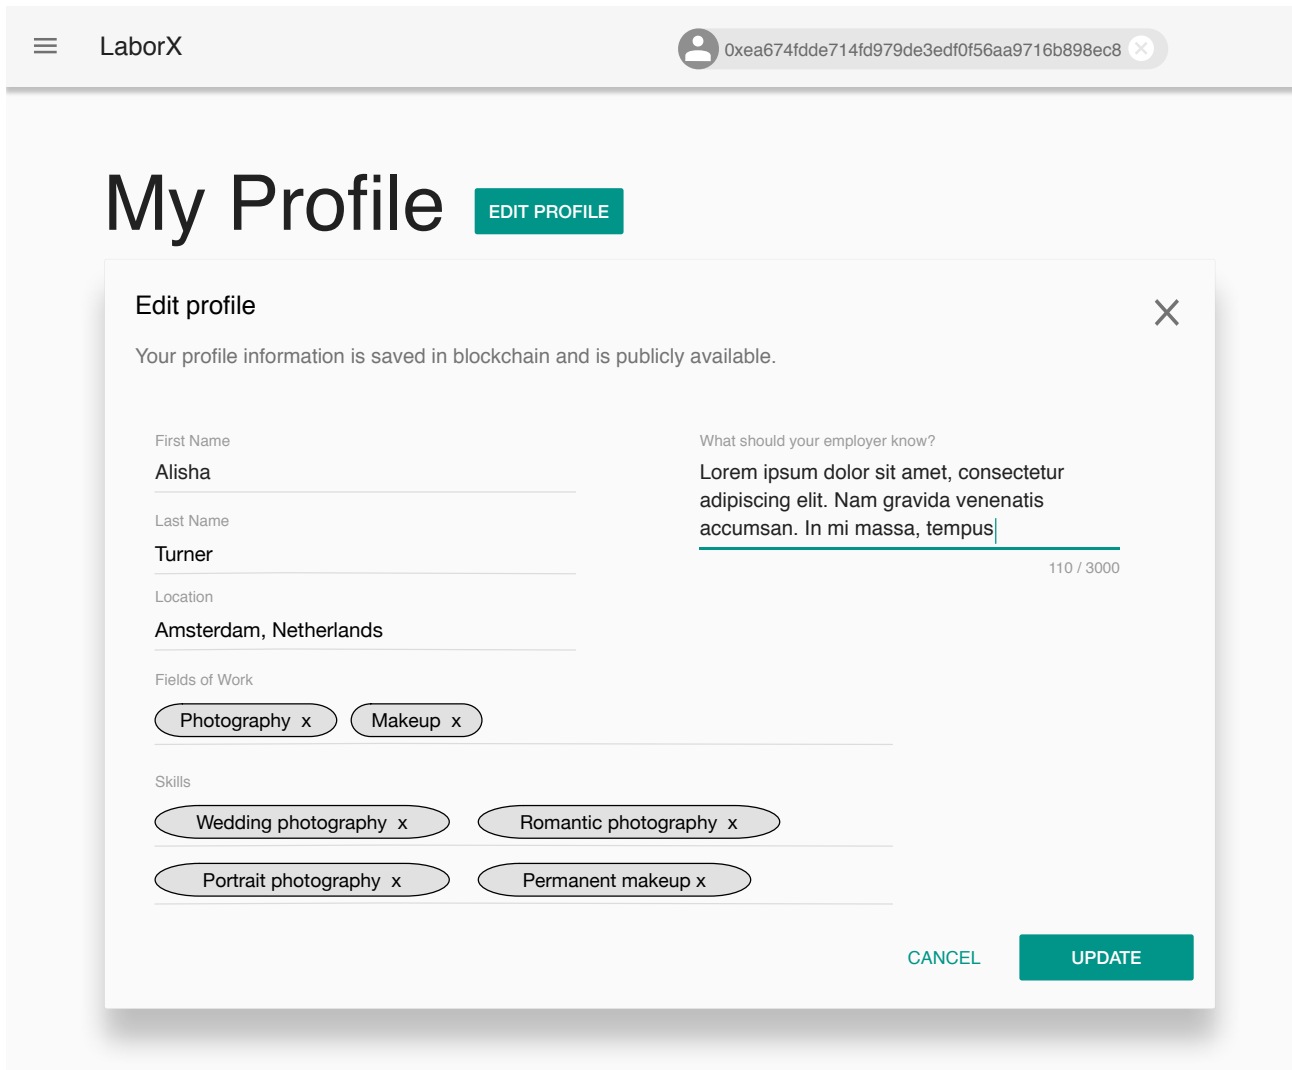 LaborX
0xea674fdde714fd979de3edf0f56aa9716b898ec8
My Profile
EDIT PROFILE
Edit profile
Your profile information is saved in blockchain and is publicly available.
First Name
Alisha
Last Name
Turner
Location
Amsterdam, Netherlands
What should your employer know?
Lorem ipsum dolor sit amet, consectetur
adipiscing elit. Nam gravida venenatis
accumsan. In mi massa, tempus
110 / 3000
Fields of Work
Photography x
Makeup x
Skills
Wedding photography x
Romantic photography x
Portrait photography x
Permanent makeup x
CANCEL
UPDATE